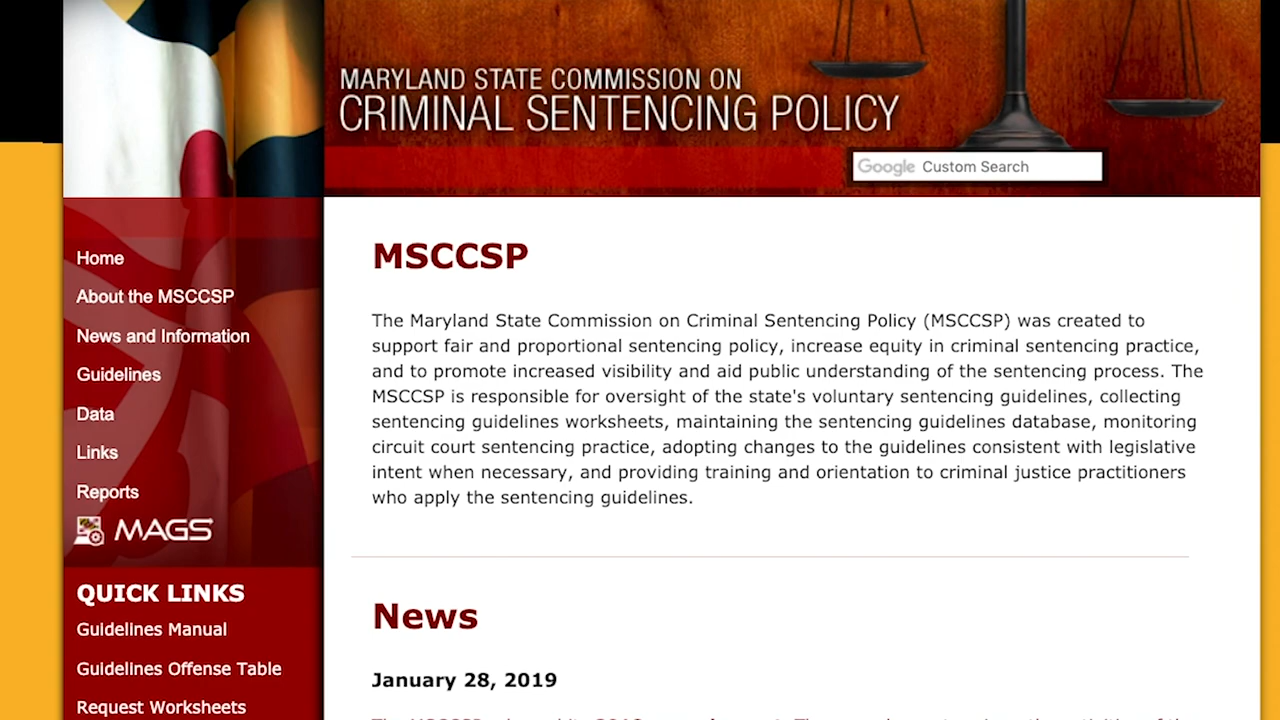 MARYLAND STATE COMMISSION ON
CRIMINAL SENTENCING POLICY
Google Custom Search
Home
About the MSCCSP
News and Information
Guidelines
Data
Links
Reports
MAGS
QUICK LINKS
Guidelines Manual
Guidelines Offense Table
Request Worksheets
MSCCSP
The Maryland State Commission on Criminal Sentencing Policy (MSCCSP) was created to
support fair and proportional sentencing policy, increase equity in criminal sentencing practice,
and to promote increased visibility and aid public understanding of the sentencing process. The
MSCCSP is responsible for oversight of the state's voluntary sentencing guidelines, collecting
sentencing guidelines worksheets, maintaining the sentencing guidelines database, monitoring
circuit court sentencing practice, adopting changes to the guidelines consistent with legislative
intent when necessary, and providing training and orientation to criminal justice practitioners
who apply the sentencing guidelines.
News
January 28, 2019